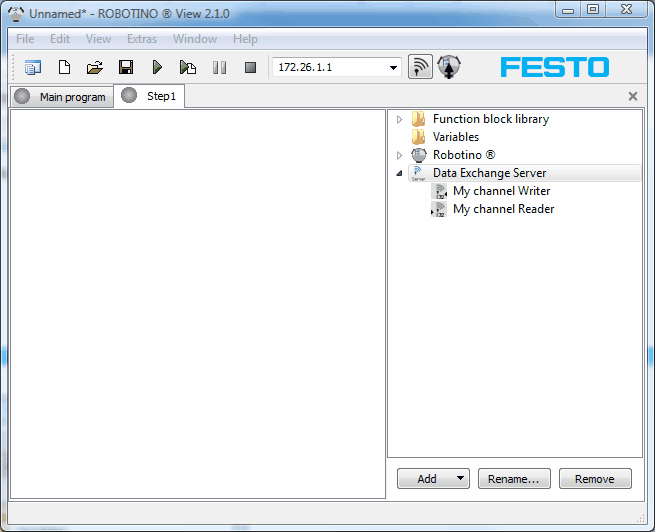 Unnamed* - ROBOTINO ® View 2.1.0
File Edit View Extras Window Help
172.26.1.1
FESTO
Main program Step1
Function block library
Variables
Robotino ®
Data Exchange Server
My channel Writer
My channel Reader
Add Rename... Remove